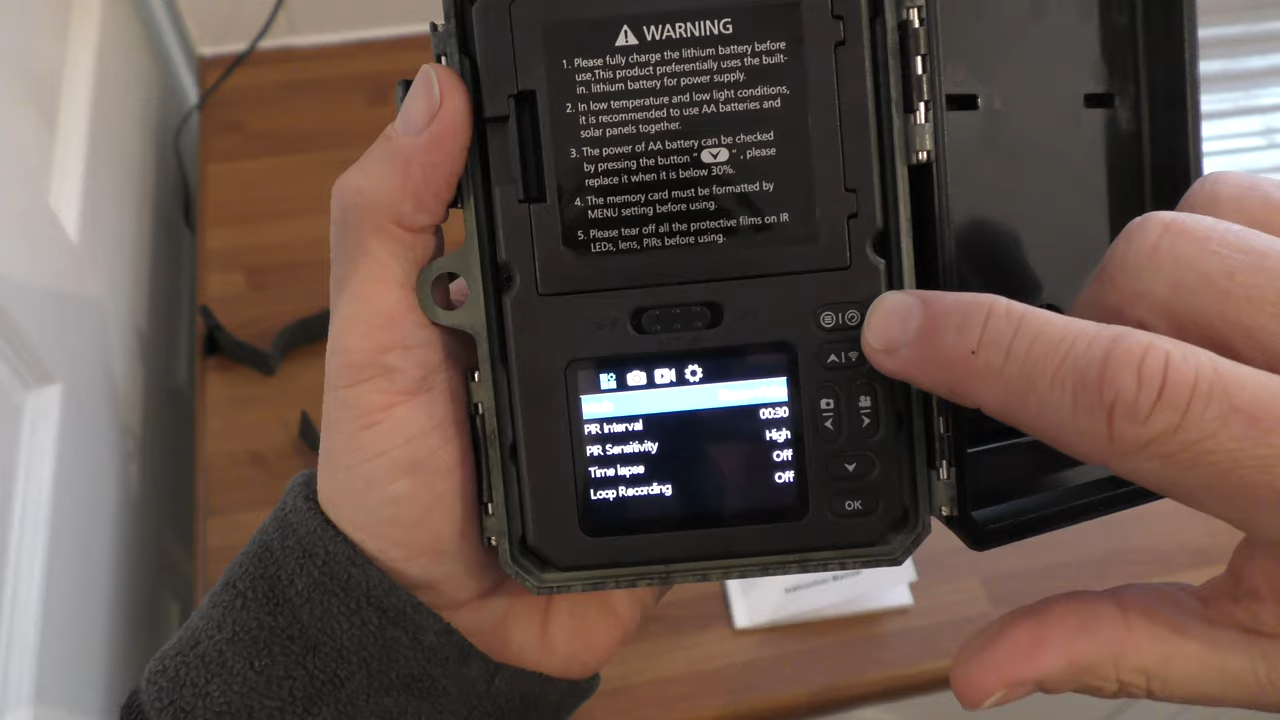 WARNING
1. Please fully charge the lithium battery before
use,This product preferentially uses the built-
in. lithium battery for power supply.
2. In low temperature and low light conditions,
it is recommended to use AA batteries and
solar panels together.
3. The power of AA battery can be checked
by pressing the button " ", please
replace it when it is below 30%.
4. The memory card must be formatted by
MENU setting before using.
5. Please tear off all the protective films on IR
LEDs, lens, PIRs before using.
PIR Interval 00:30
PIR Sensitivity High
Time lapse Off
Loop Recording Off
OK
Instruction Manual